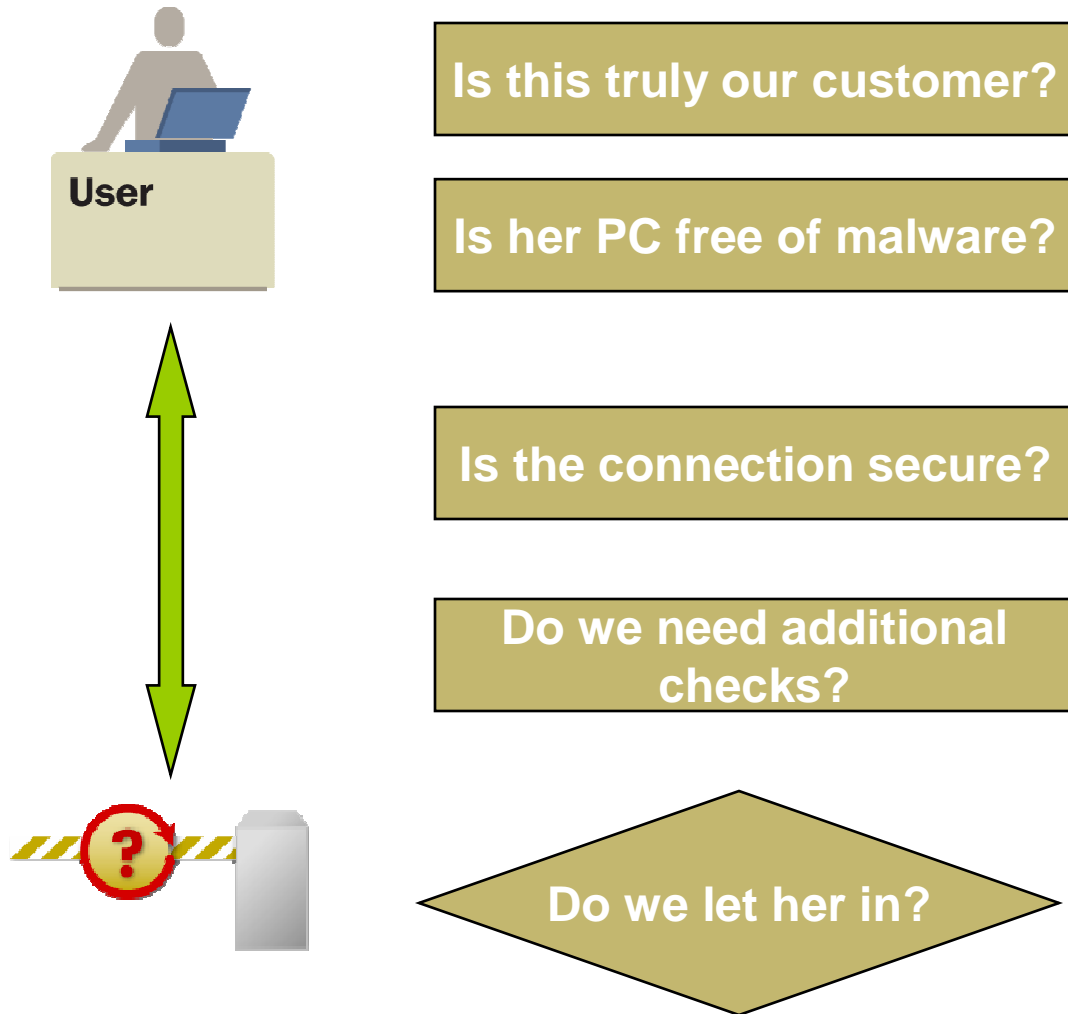 User
Is this truly our customer?
Is her PC free of malware?
Is the connection secure?
Do we need additional
checks?
?
Do we let her in?